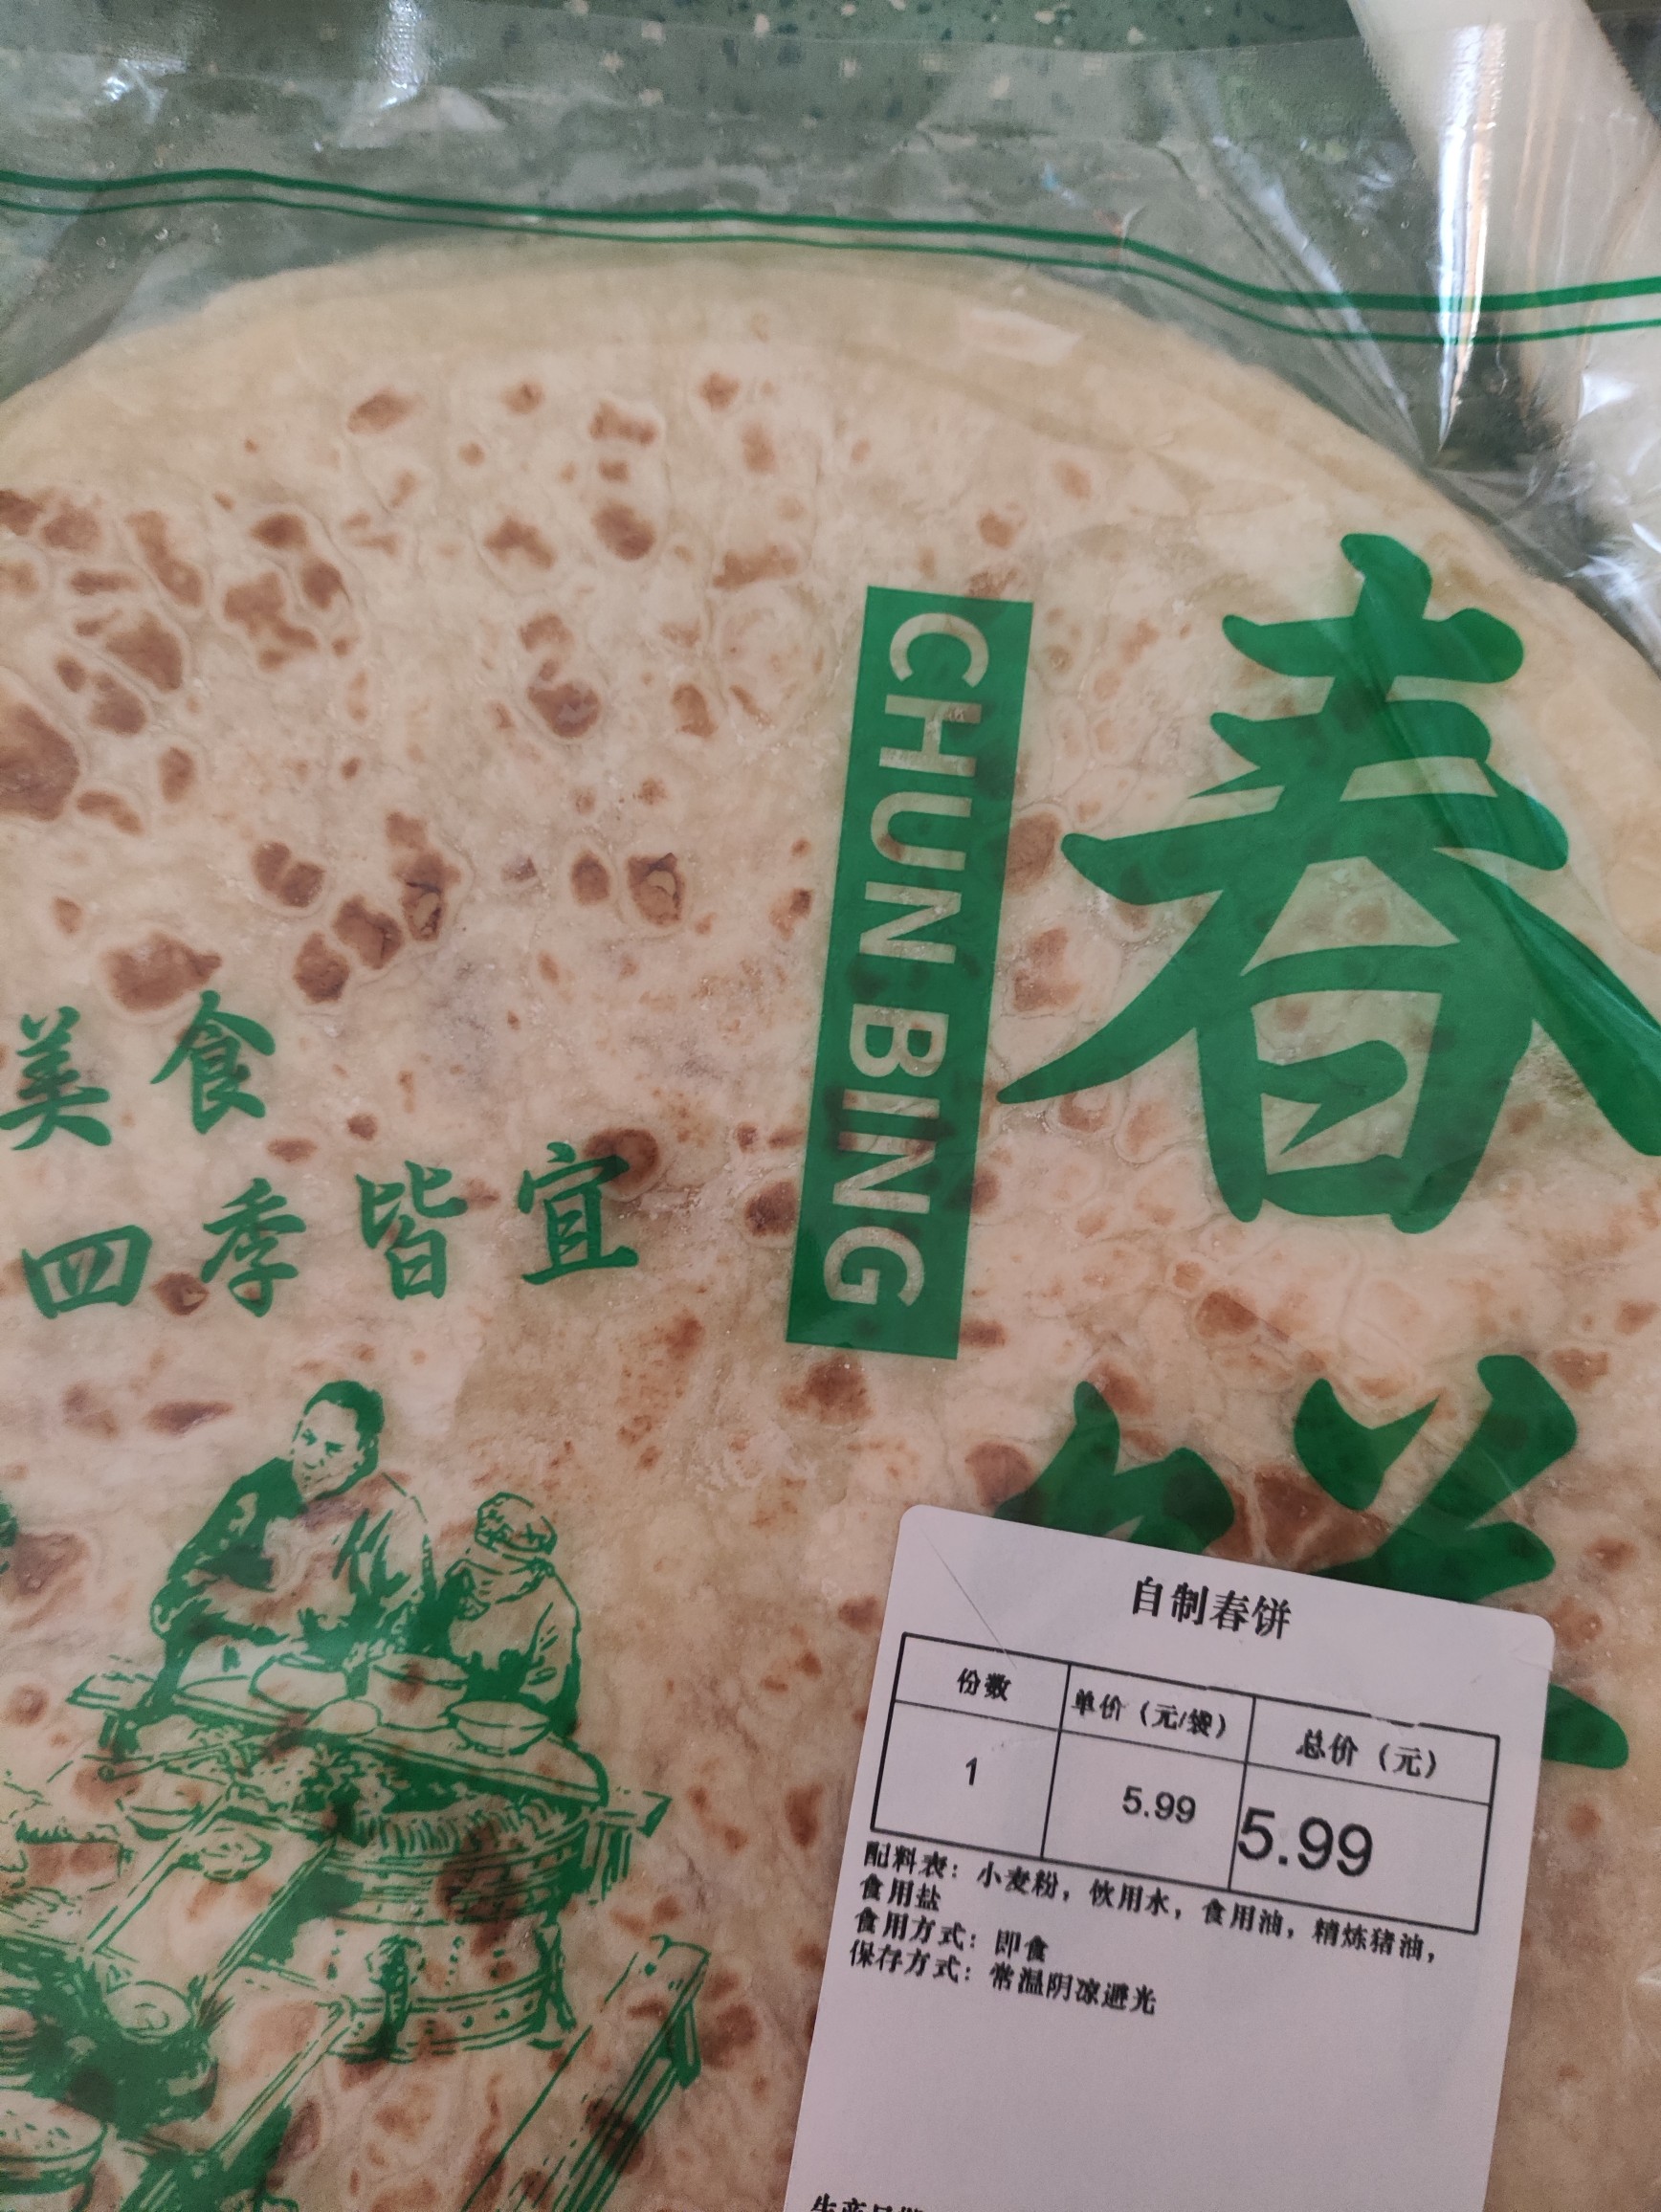 春
CHUN BING
美食
四季皆宜
自制春饼
份数 单价（元/袋） 总价（元）
1 5.99 5.99
配料表：小麦粉，饮用水，食用油，精炼猪油，
食用盐
食用方式：即食
保存方式：常温阴凉避光